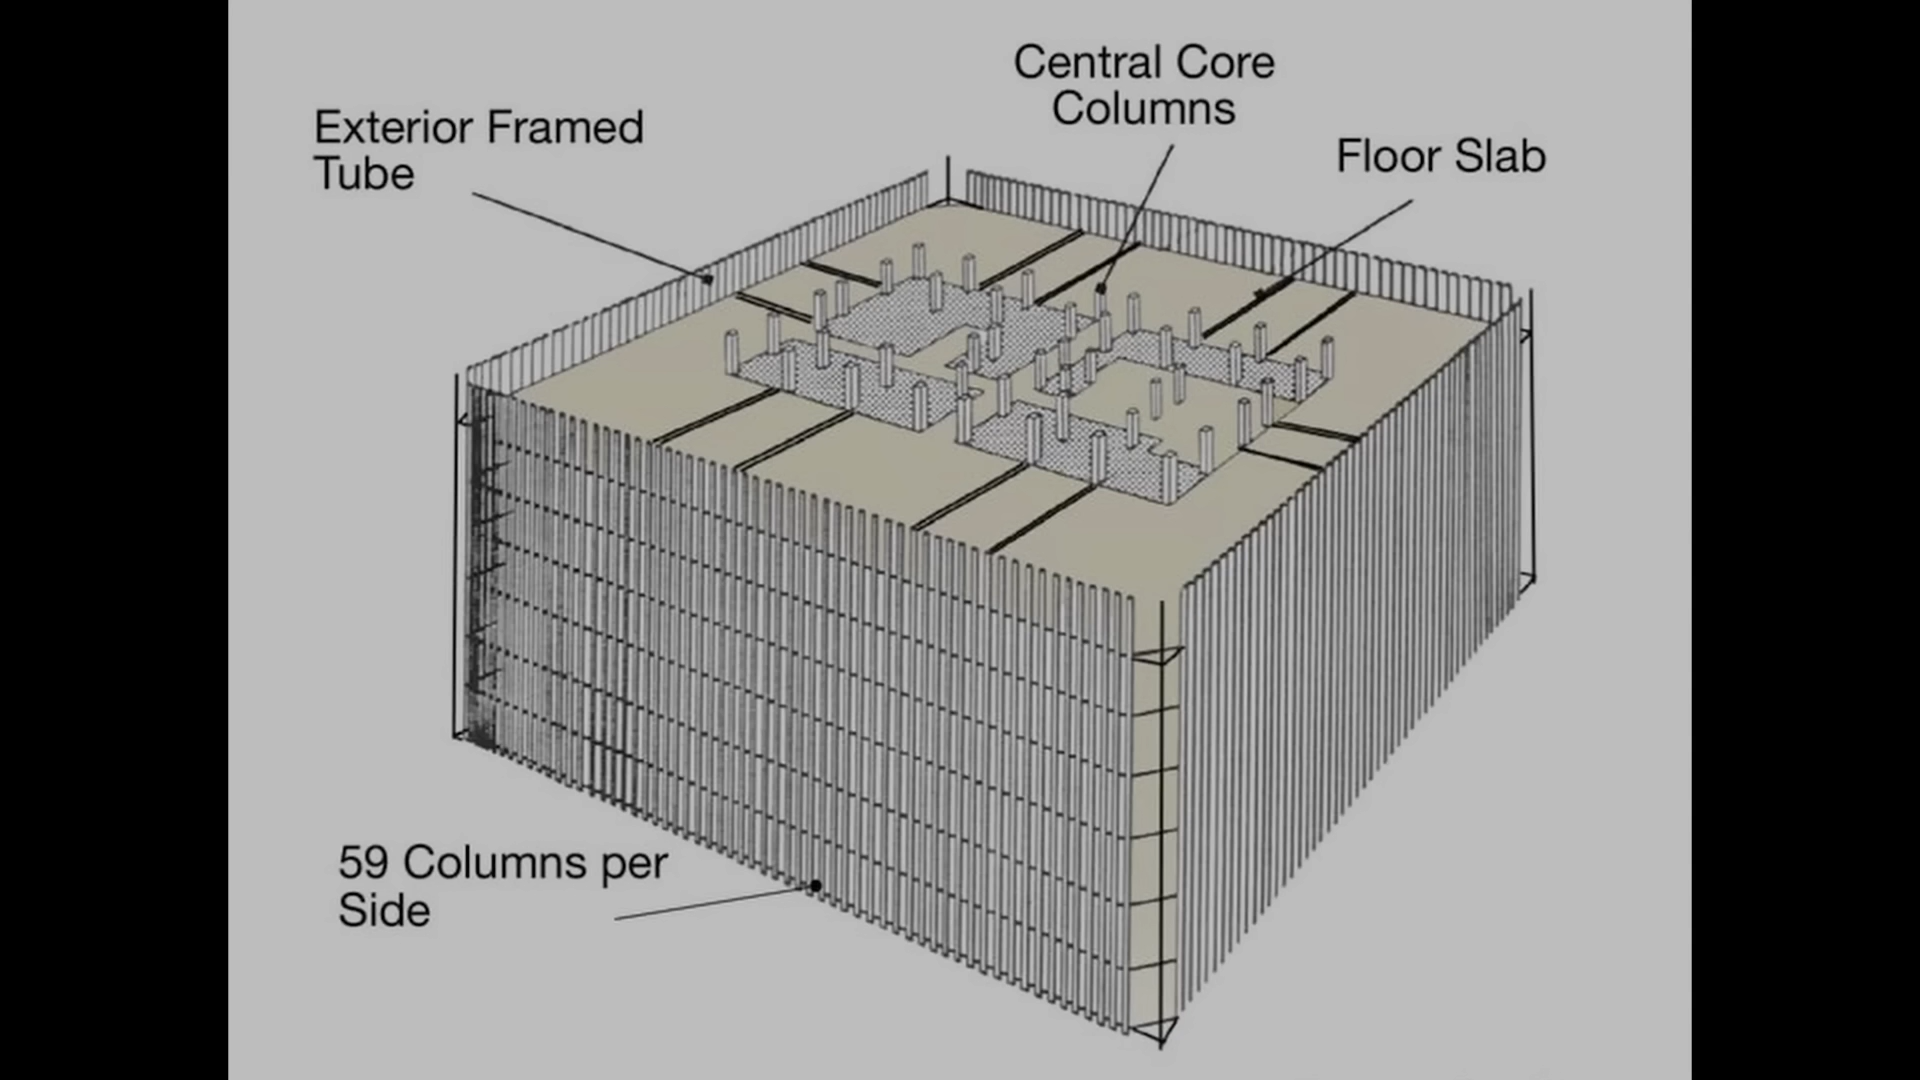 Central Core
Columns
Exterior Framed
Tube
Floor Slab
59 Columns per
Side